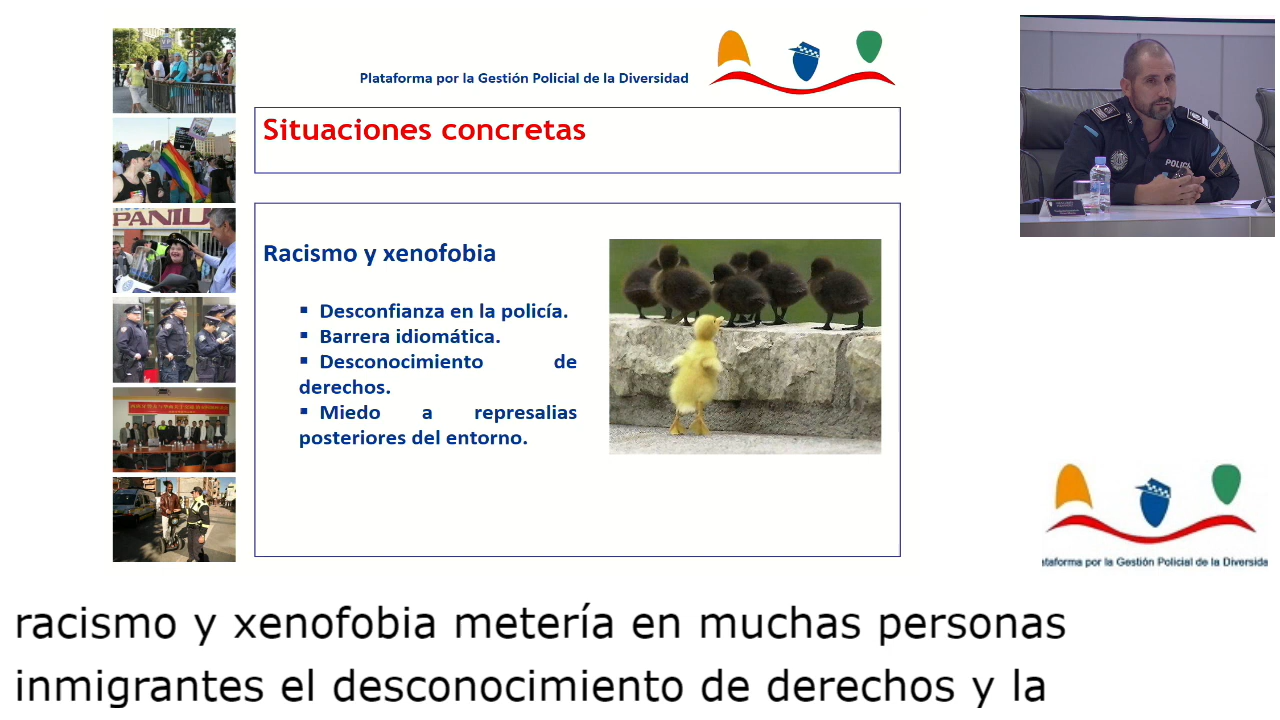 Plataforma por la Gestión Policial de la Diversidad
Situaciones concretas
Racismo y xenofobia
▪ Desconfianza en la policía.
▪ Barrera idiomática.
▪ Desconocimiento de
derechos.
▪ Miedo a represalias
posteriores del entorno.
PANIL
POLICÍA
ataforma por la Gestión Policial de la Diversida
racismo y xenofobia metería en muchas personas
inmigrantes el desconocimiento de derechos y la